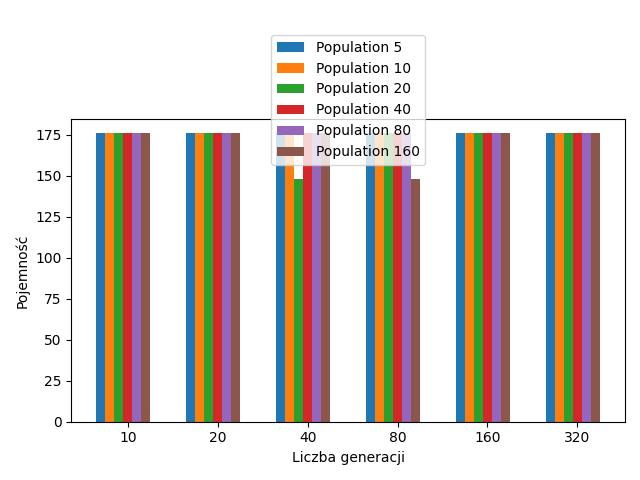 Population 5
Population 10
Population 20
Population 40
Population 80
Population 160
175
150
125
100
75
50
25
0
Pojemność
10 20 40 80 160 320
Liczba generacji